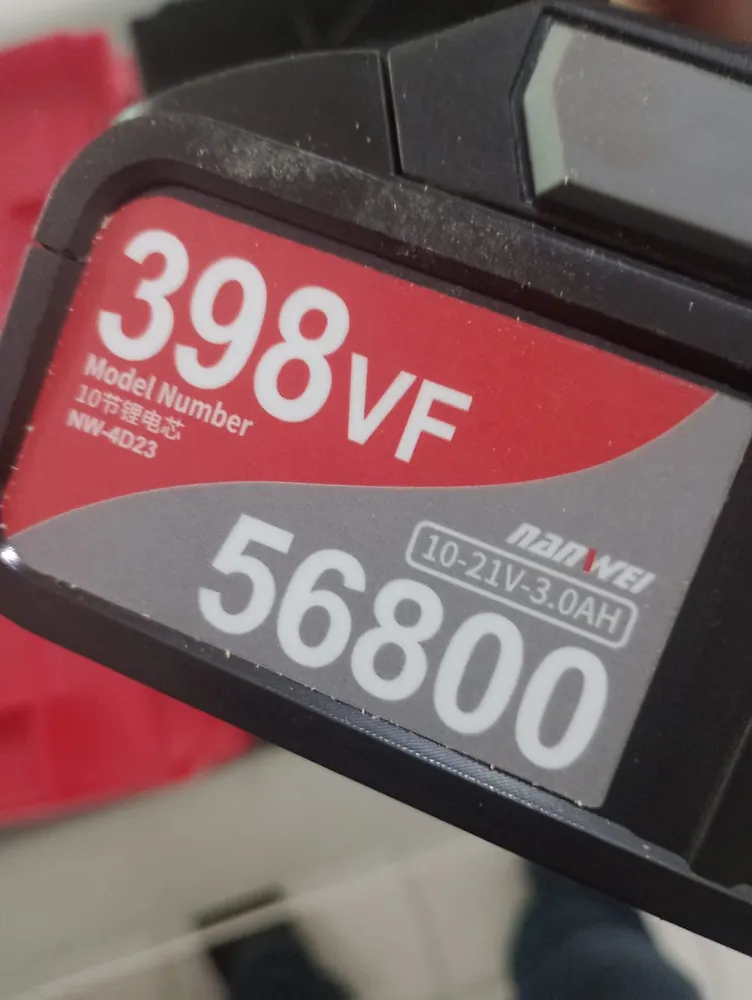 398VF
Model Number
10节锂电芯
NW-4D23
nanwei
10-21V-3.0AH
56800